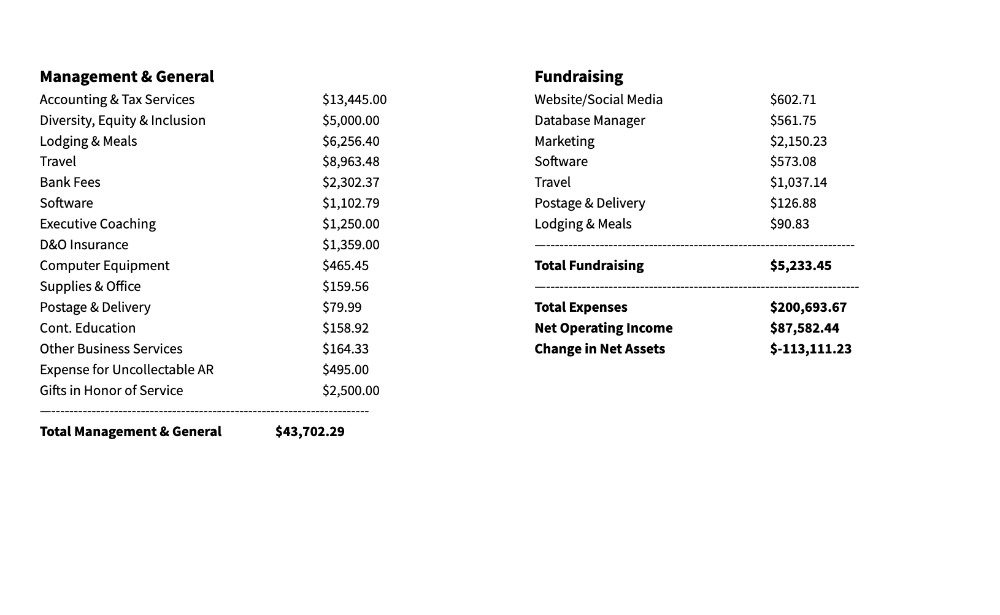 Management & General
Accounting & Tax Services $13,445.00
Diversity, Equity & Inclusion $5,000.00
Lodging & Meals $6,256.40
Travel $8,963.48
Bank Fees $2,302.37
Software $1,102.79
Executive Coaching $1,250.00
D&O Insurance $1,359.00
Computer Equipment $465.45
Supplies & Office $159.56
Postage & Delivery $79.99
Cont. Education $158.92
Other Business Services $164.33
Expense for Uncollectable AR $495.00
Gifts in Honor of Service $2,500.00
—-----------------------------------------------------------------------
Total Management & General $43,702.29
Fundraising
Website/Social Media $602.71
Database Manager $561.75
Marketing $2,150.23
Software $573.08
Travel $1,037.14
Postage & Delivery $126.88
Lodging & Meals $90.83
—---------------------------------------------------------------------
Total Fundraising $5,233.45
—----------------------------------------------------------------------
Total Expenses $200,693.67
Net Operating Income $87,582.44
Change in Net Assets $-113,111.23